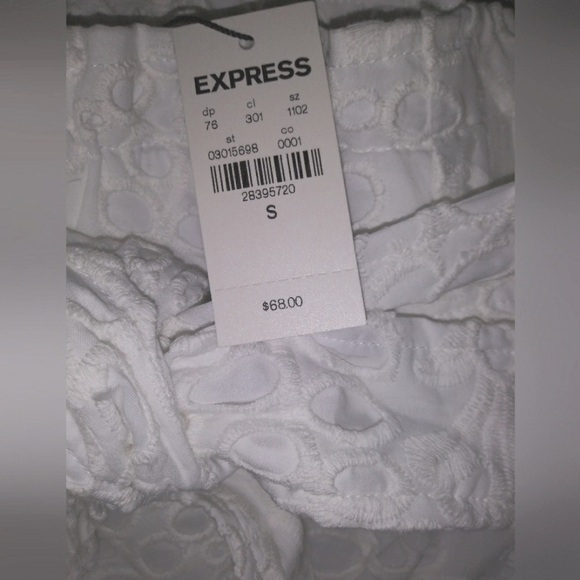 EXPRESS
dp cl sz
76 301 1102
st co
03015698 0001
28395720
S
$68.00